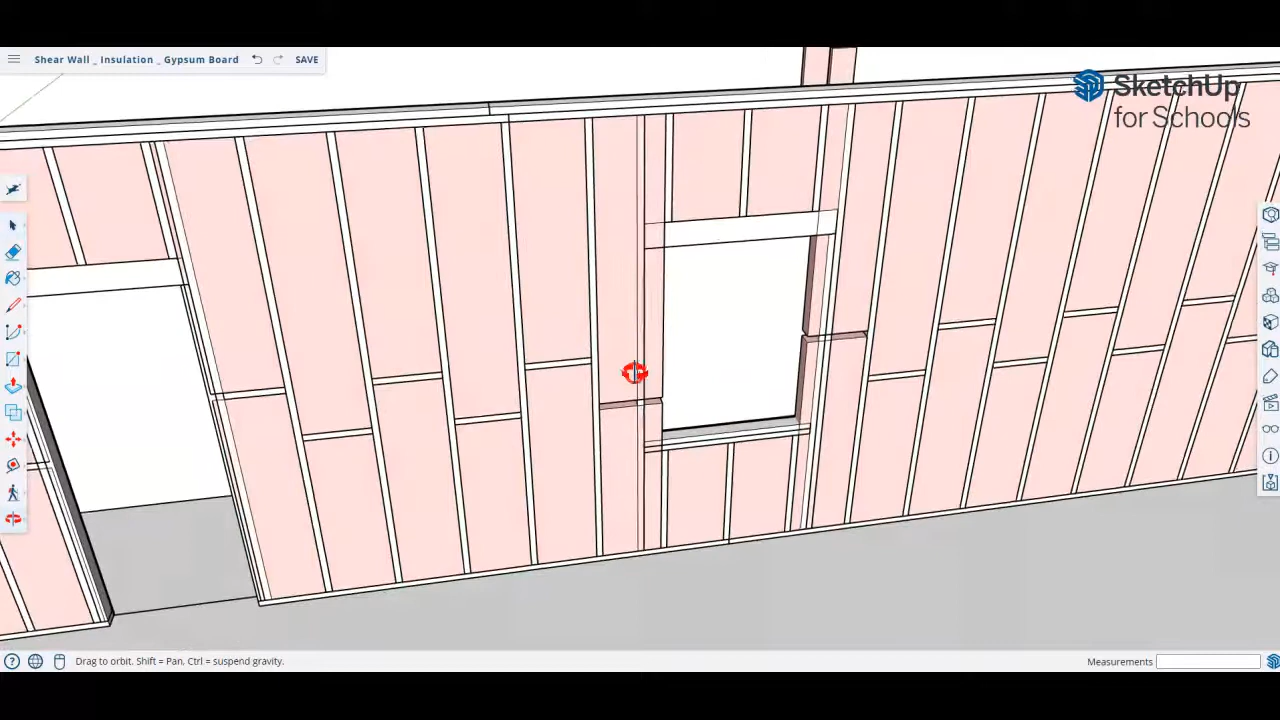 Shear Wall _ Insulation _ Gypsum Board
SAVE
SketchUp
for Schools
Drag to orbit. Shift = Pan, Ctrl = suspend gravity.
Measurements